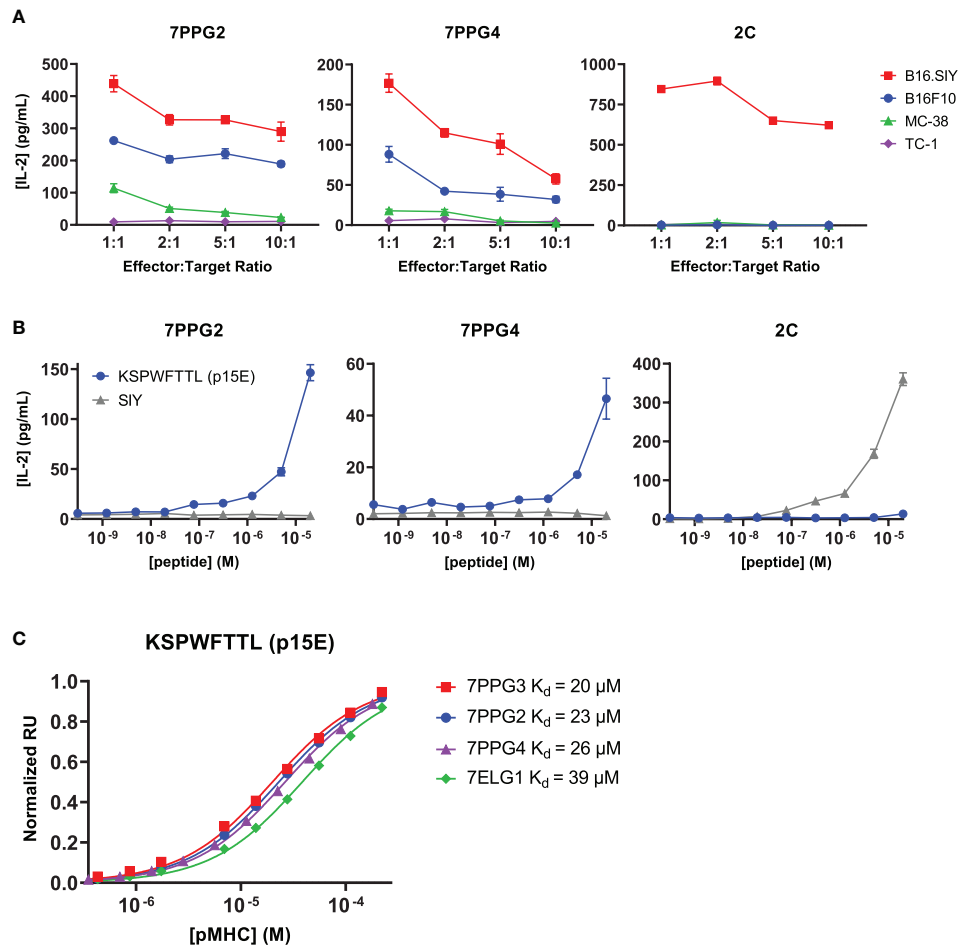 A
7PPG2
7PPG4
2C
500
400
300
200
100
0
[IL-2] (pg/mL)
1:1 2:1 5:1 10:1
Effector:Target Ratio
200
150
100
50
0
1:1 2:1 5:1 10:1
Effector:Target Ratio
1000
750
500
250
0
1:1 2:1 5:1 10:1
Effector:Target Ratio
B16.SIY
B16F10
MC-38
TC-1
B
7PPG2
7PPG4
2C
150
100
50
0
[IL-2] (pg/mL)
KSPWFTTL (p15E)
SIY
10⁻⁹ 10⁻⁸ 10⁻⁷ 10⁻⁶ 10⁻⁵
[peptide] (M)
60
40
20
0
10⁻⁹ 10⁻⁸ 10⁻⁷ 10⁻⁶ 10⁻⁵
[peptide] (M)
400
300
200
100
0
10⁻⁹ 10⁻⁸ 10⁻⁷ 10⁻⁶ 10⁻⁵
[peptide] (M)
C
KSPWFTTL (p15E)
1.0
0.8
0.6
0.4
0.2
0.0
Normalized RU
10⁻⁶ 10⁻⁵ 10⁻⁴
[pMHC] (M)
7PPG3 Kd = 20 µM
7PPG2 Kd = 23 µM
7PPG4 Kd = 26 µM
7ELG1 Kd = 39 µM